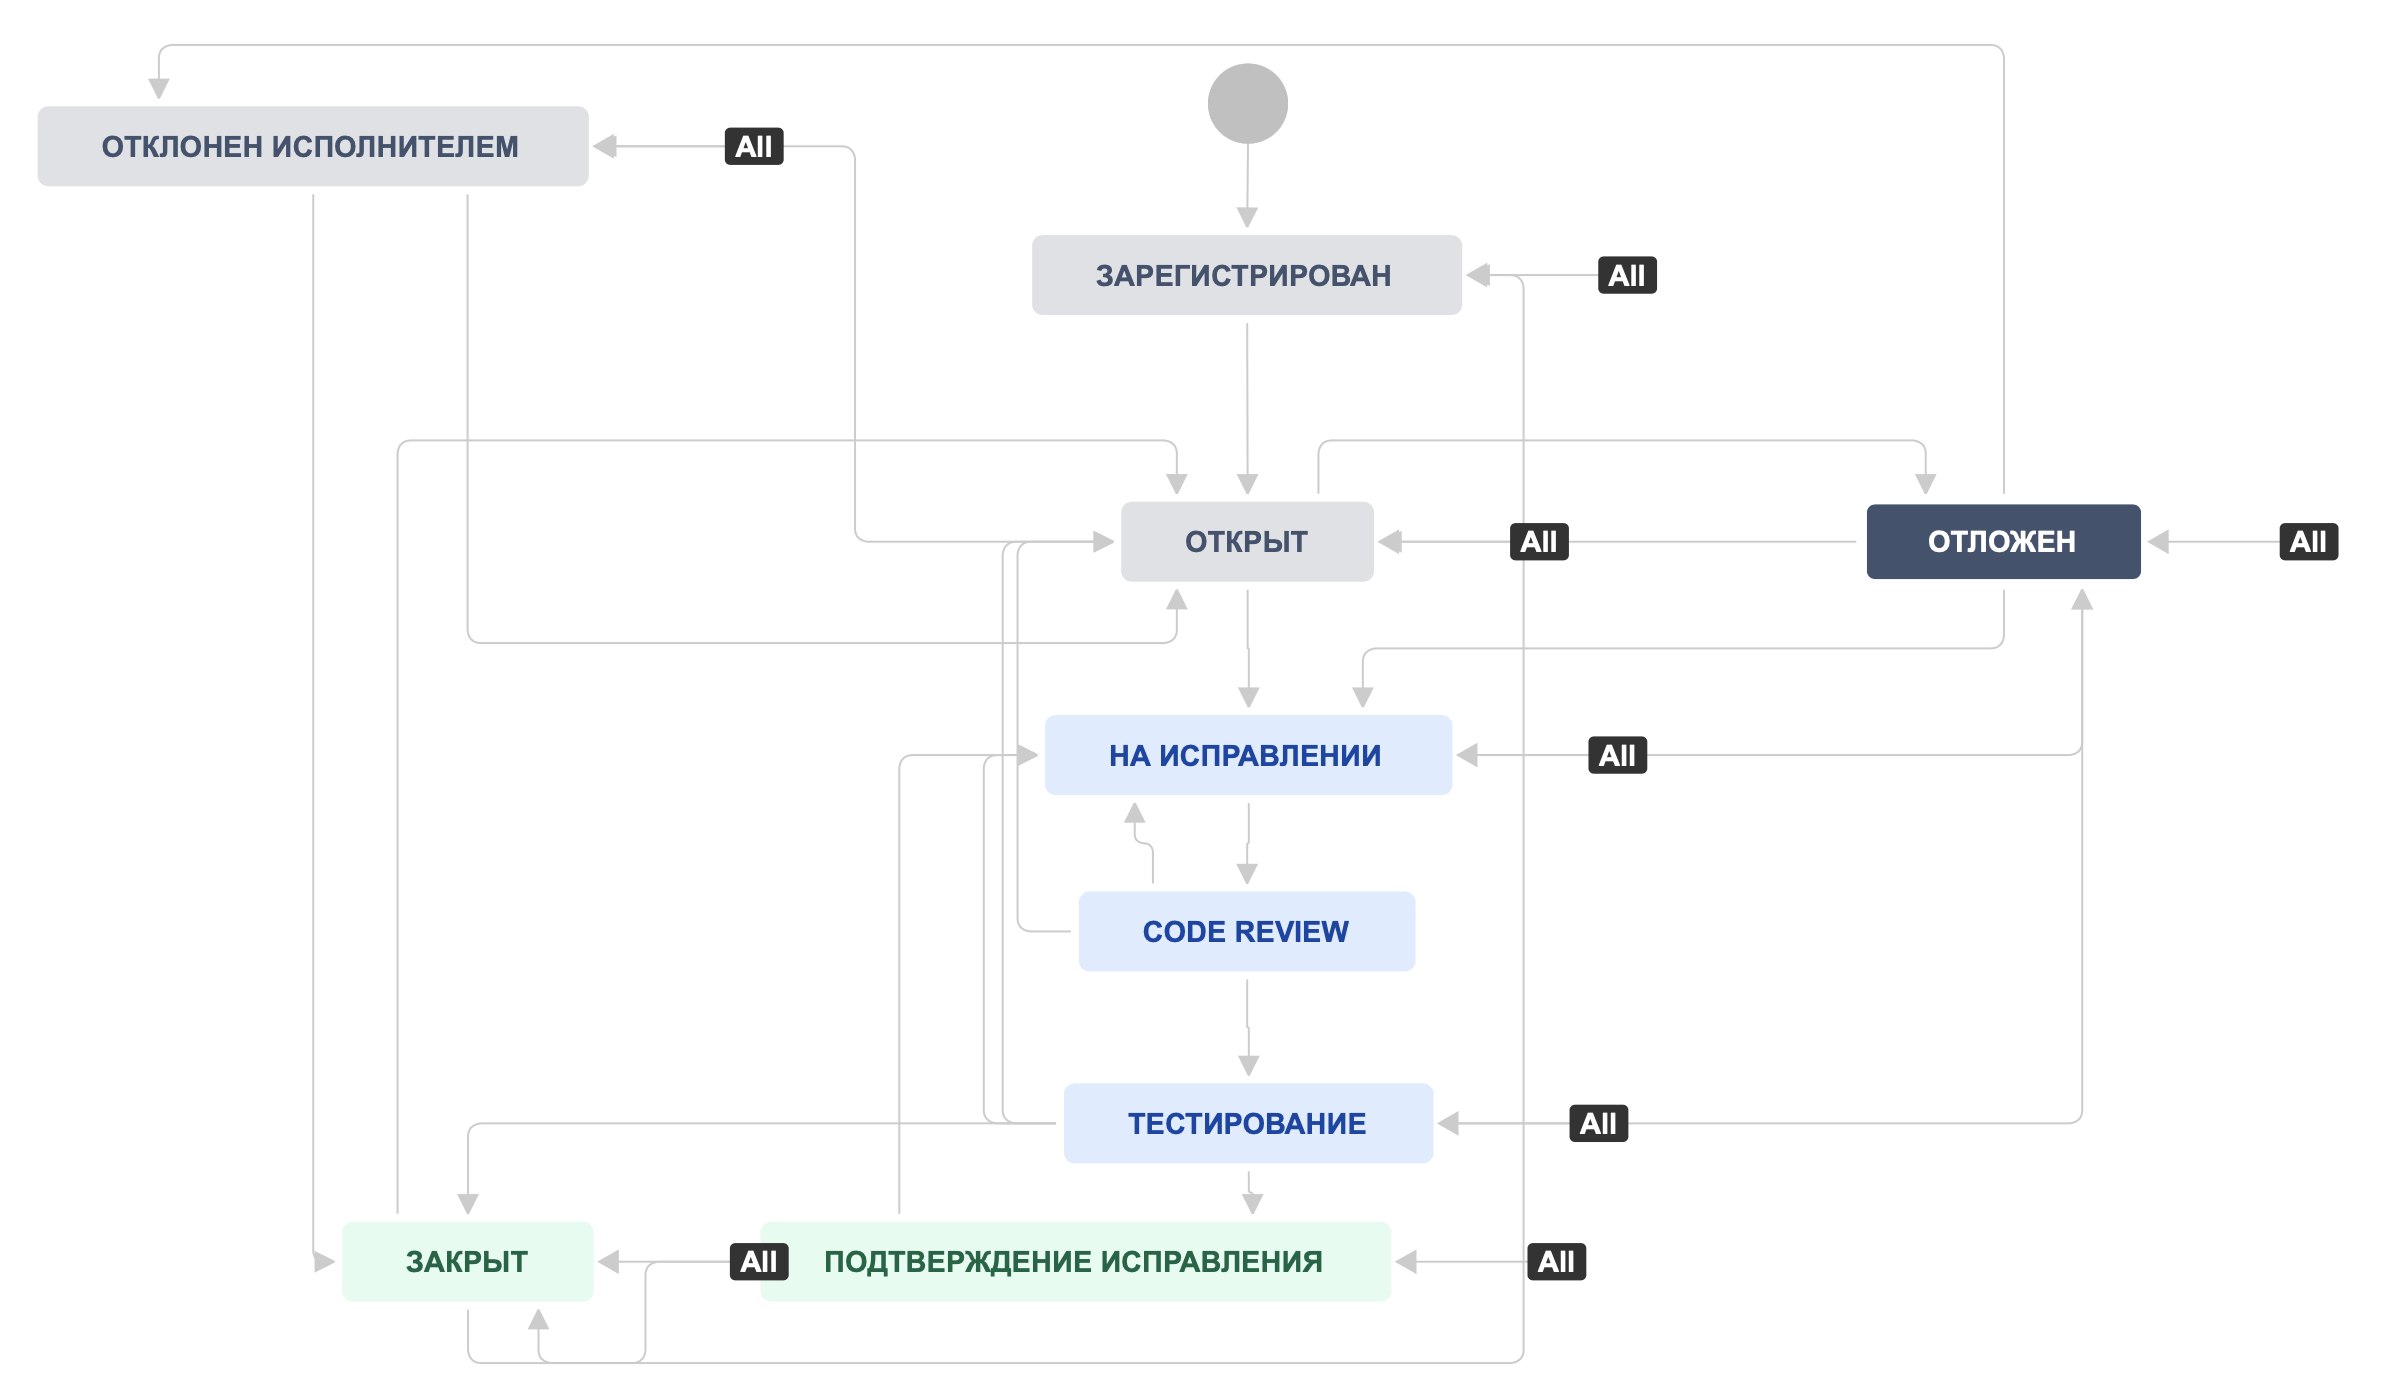 ОТКЛОНЕН ИСПОЛНИТЕЛЕМ
All
ЗАРЕГИСТРИРОВАН
All
ОТКРЫТ
All
ОТЛОЖЕН
All
НА ИСПРАВЛЕНИИ
All
CODE REVIEW
ТЕСТИРОВАНИЕ
All
ЗАКРЫТ
All
ПОДТВЕРЖДЕНИЕ ИСПРАВЛЕНИЯ
All